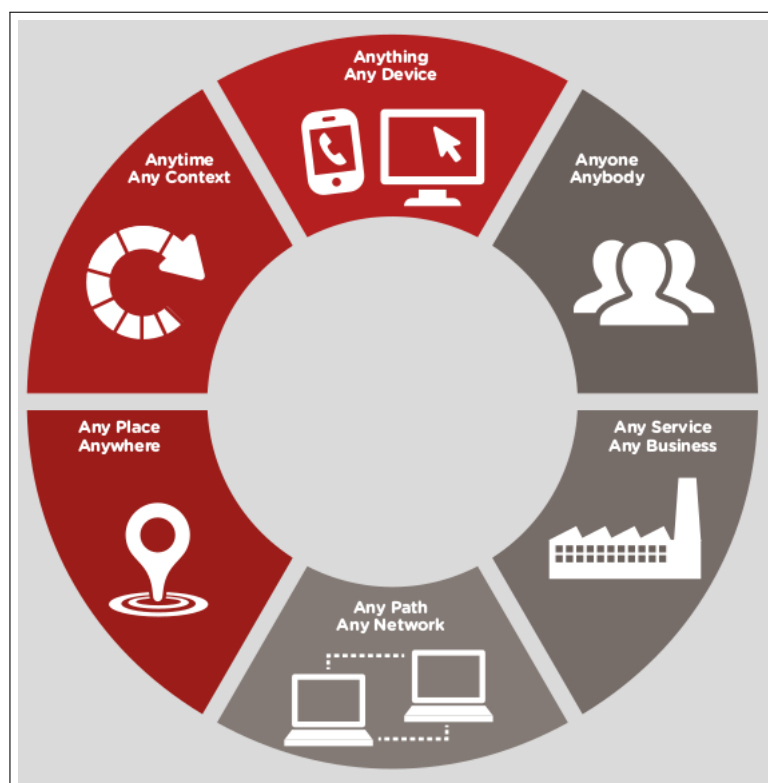 Anything
Any Device
Anyone
Anybody
Any Service
Any Business
Any Path
Any Network
Any Place
Anywhere
Anytime
Any Context